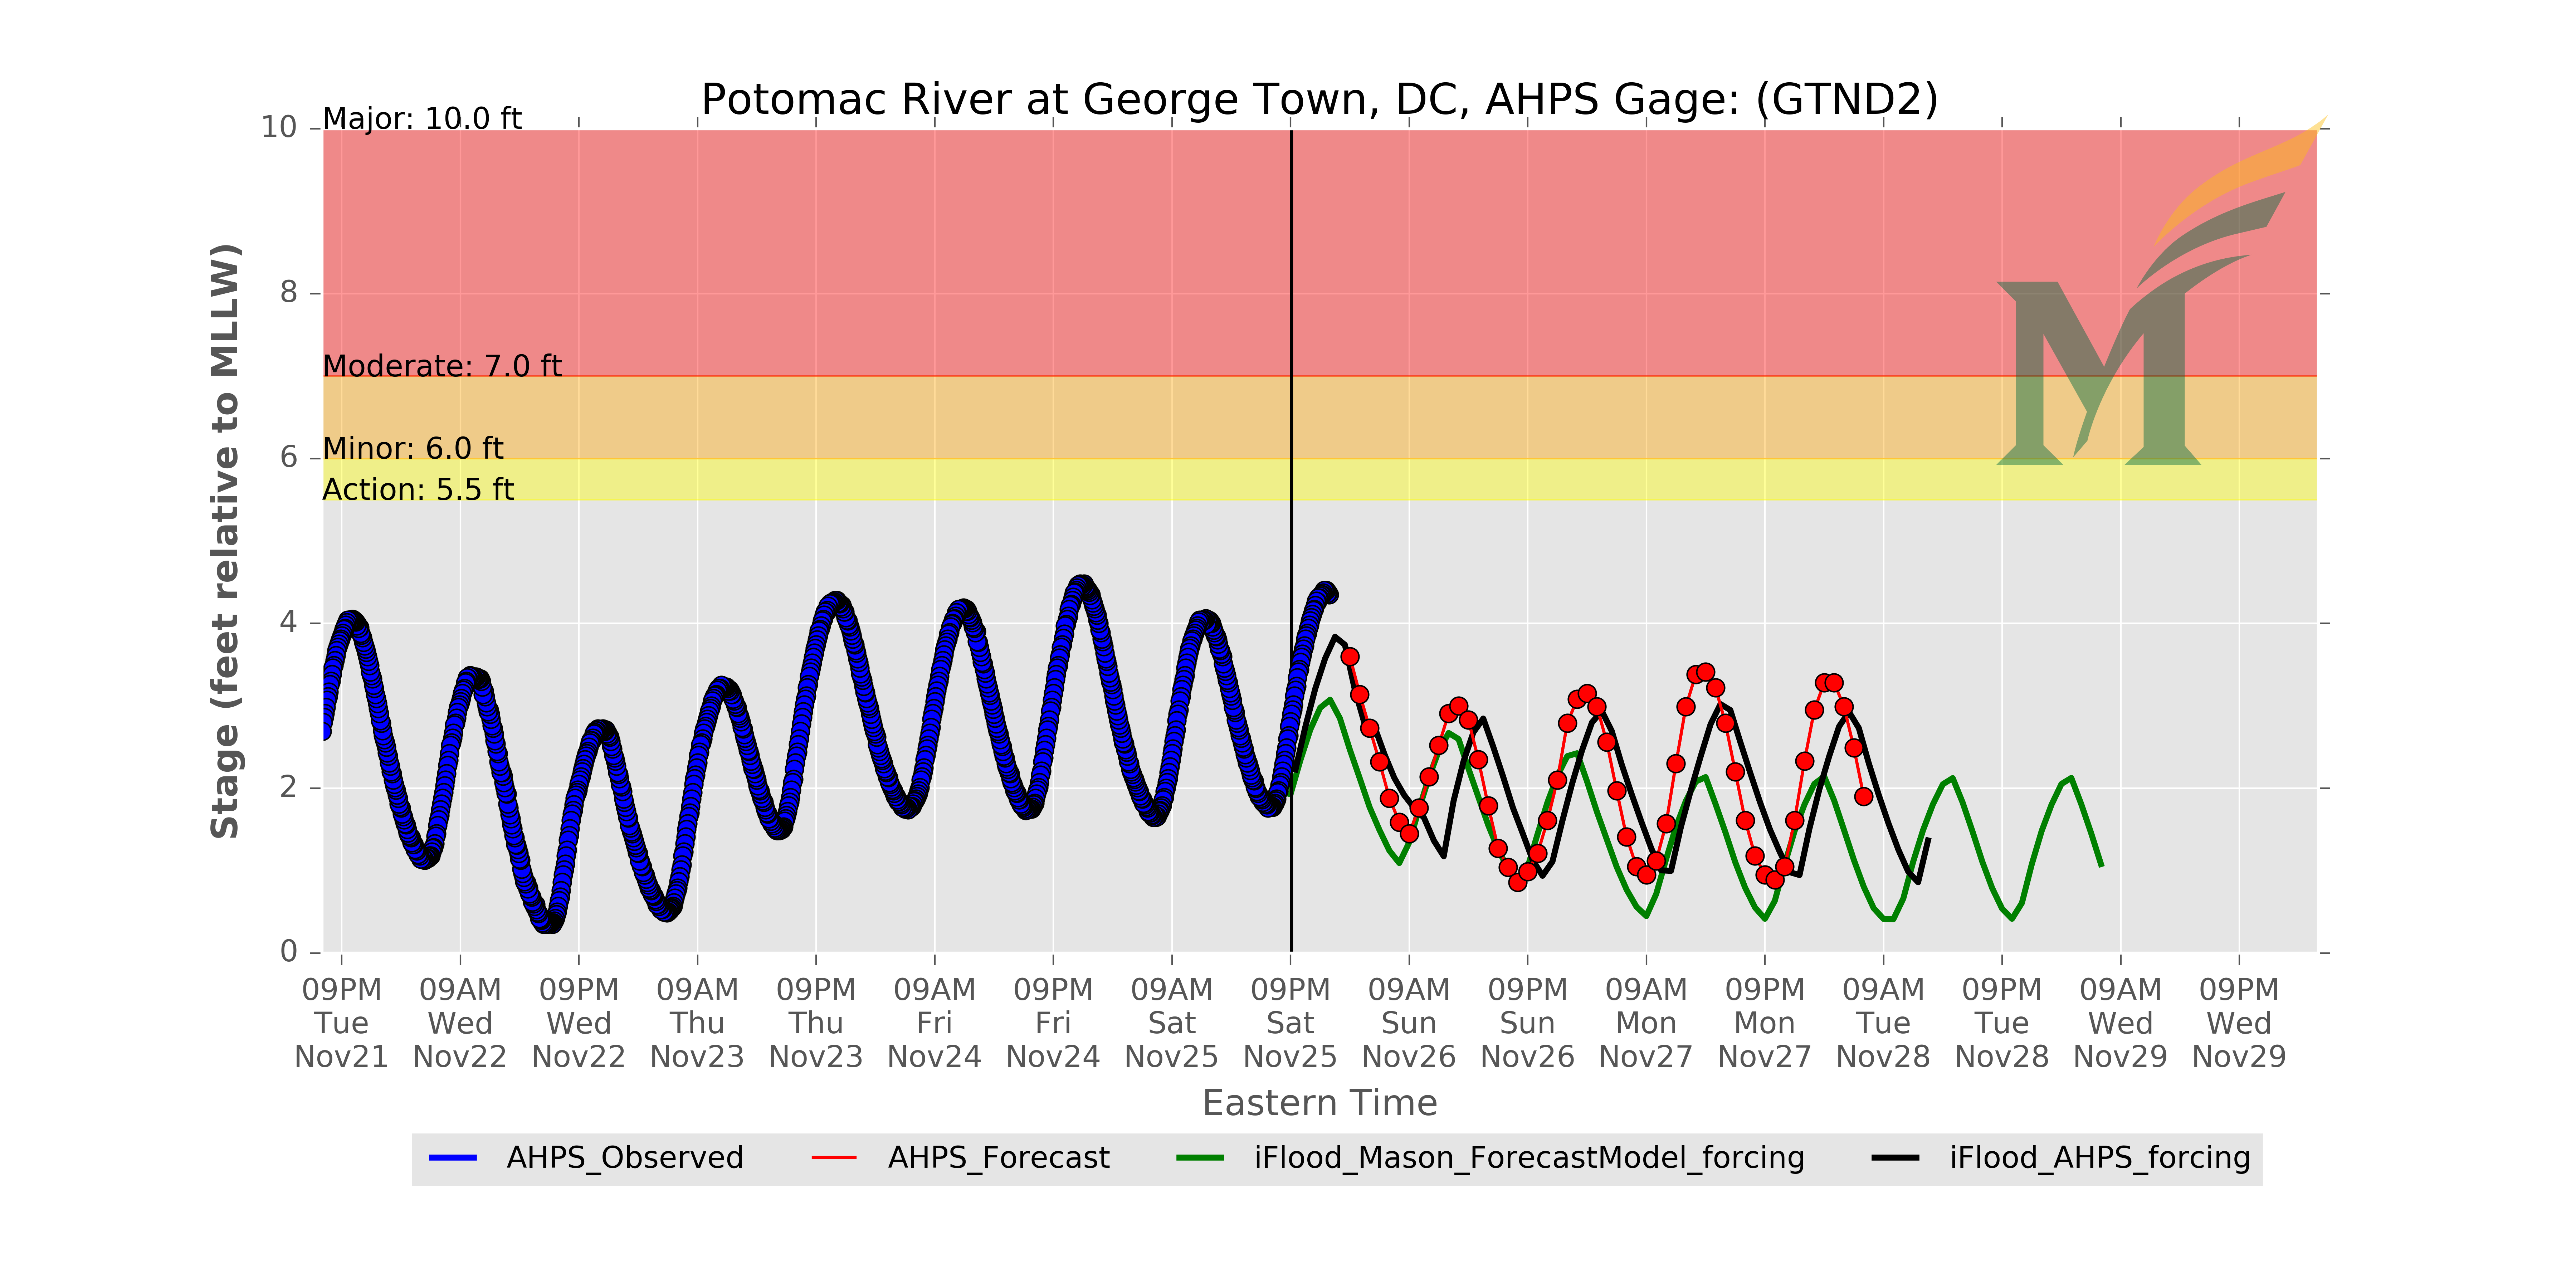 Potomac River at George Town, DC, AHPS Gage: (GTND2)
Major: 10.0 ft
Moderate: 7.0 ft
Minor: 6.0 ft
Action: 5.5 ft
Stage (feet relative to MLLW)
10
8
6
4
2
0
09PM 09AM 09PM 09AM 09PM 09AM 09PM 09AM 09PM 09AM 09PM 09AM 09PM 09AM 09PM 09AM 09PM
Tue Wed Wed Thu Thu Fri Fri Sat Sat Sun Sun Mon Mon Tue Tue Wed Wed
Nov21 Nov22 Nov22 Nov23 Nov23 Nov24 Nov24 Nov25 Nov25 Nov26 Nov26 Nov27 Nov27 Nov28 Nov28 Nov29 Nov29
Eastern Time
AHPS_Observed AHPS_Forecast iFlood_Mason_ForecastModel_forcing iFlood_AHPS_forcing
M